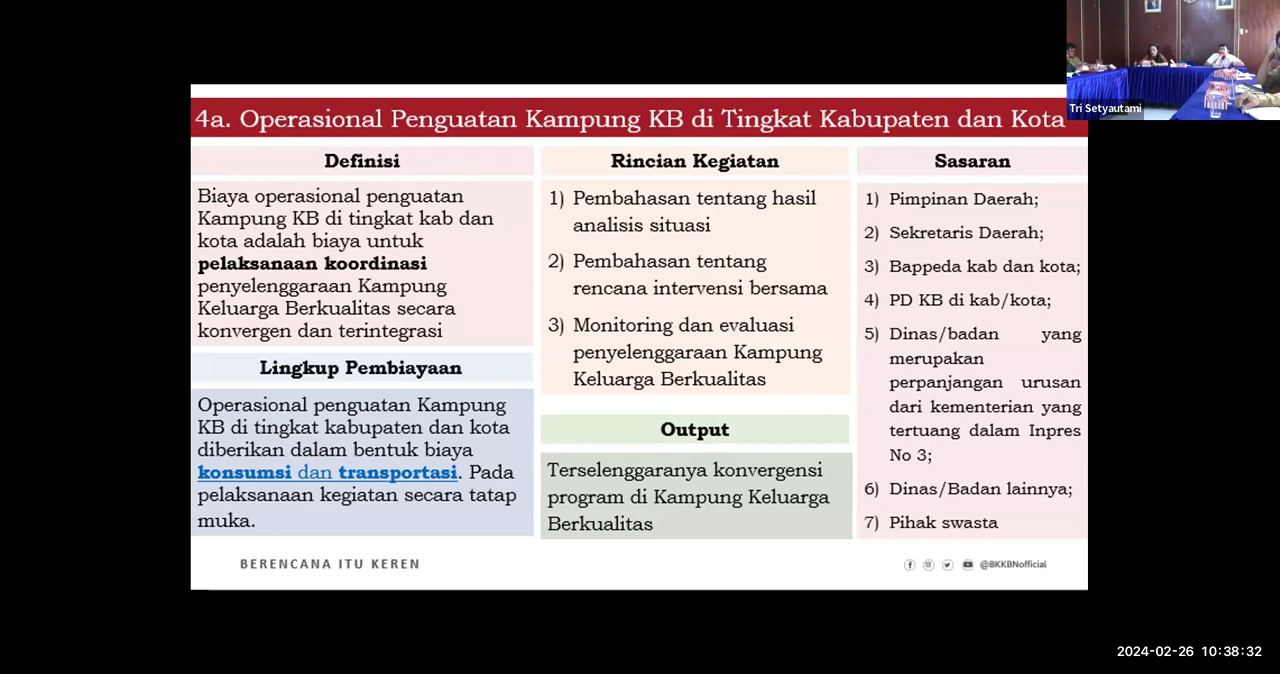 Tri Setyautami
4a. Operasional Penguatan Kampung KB di Tingkat Kabupaten dan Kota
Definisi
Biaya operasional penguatan
Kampung KB di tingkat kab dan
kota adalah biaya untuk
pelaksanaan koordinasi
penyelenggaraan Kampung
Keluarga Berkualitas secara
konvergen dan terintegrasi
Lingkup Pembiayaan
Operasional penguatan Kampung
KB di tingkat kabupaten dan kota
diberikan dalam bentuk biaya
konsumsi dan transportasi. Pada
pelaksanaan kegiatan secara tatap
muka.
Rincian Kegiatan
1) Pembahasan tentang hasil
analisis situasi
2) Pembahasan tentang
rencana intervensi bersama
3) Monitoring dan evaluasi
penyelenggaraan Kampung
Keluarga Berkualitas
Output
Terselenggaranya konvergensi
program di Kampung Keluarga
Berkualitas
Sasaran
1) Pimpinan Daerah;
2) Sekretaris Daerah;
3) Bappeda kab dan kota;
4) PD KB di kab/kota;
5) Dinas/badan yang
merupakan
perpanjangan urusan
dari kementerian yang
tertuang dalam Inpres
No 3;
6) Dinas/Badan lainnya;
7) Pihak swasta
BERENCANA ITU KEREN
@BKKBNofficial
2024-02-26 10:38:32